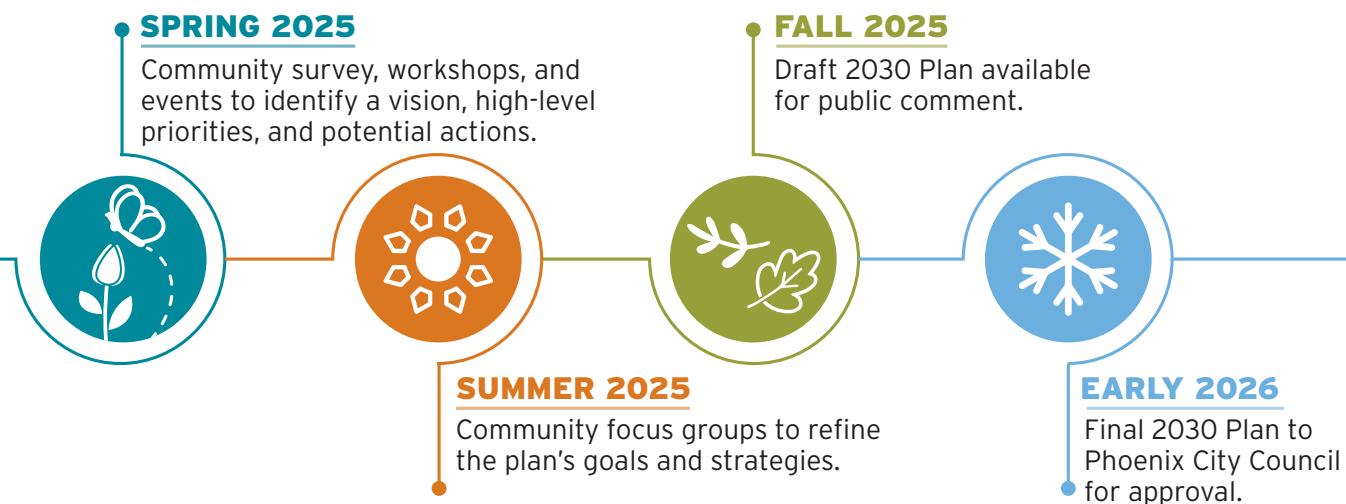 SPRING 2025
Community survey, workshops, and
events to identify a vision, high-level
priorities, and potential actions.
SUMMER 2025
Community focus groups to refine
the plan's goals and strategies.
FALL 2025
Draft 2030 Plan available
for public comment.
EARLY 2026
Final 2030 Plan to
Phoenix City Council
for approval.